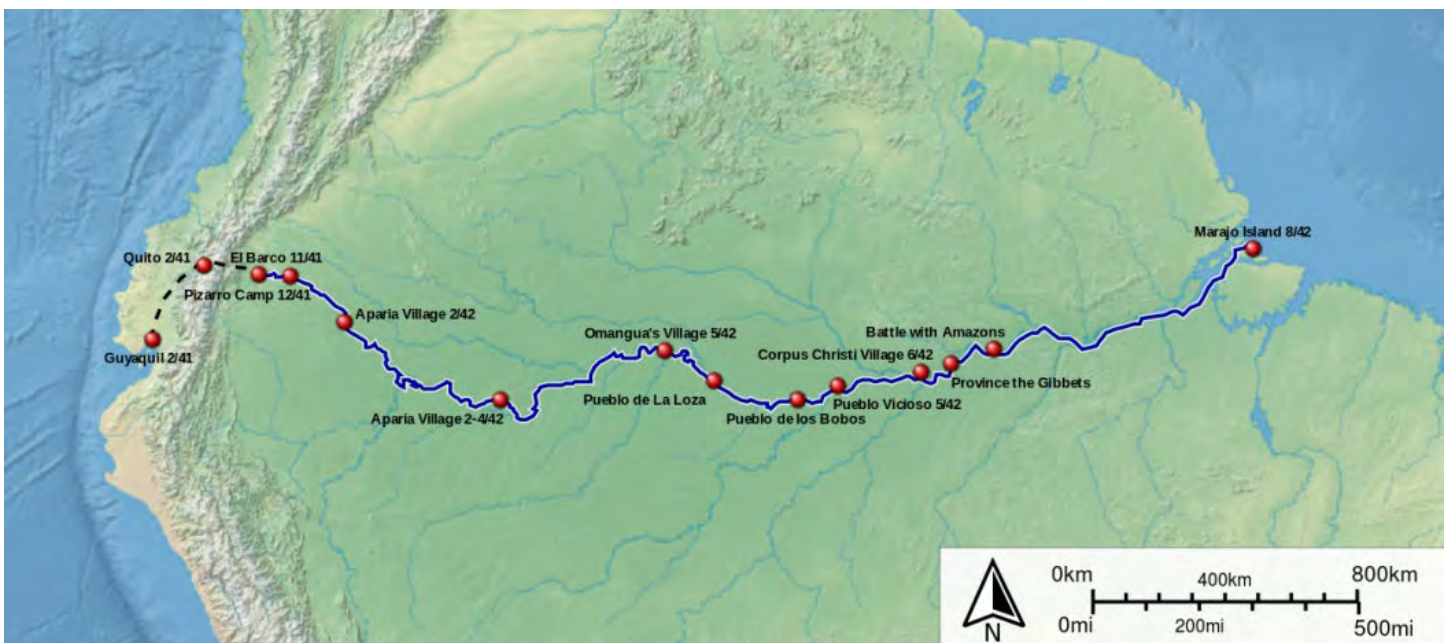 Marajo Island 8/42
Quito 2/41
El Barco 11/41
Pizarro Camp 12/41
Aparia Village 2/42
Guyaquil 2/41
Omangua's Village 5/42
Battle with Amazons
Corpus Christi Village 6/42
Province the Gibbets
Pueblo de La Loza
Pueblo Vicioso 5/42
Aparia Village 2-4/42
Pueblo de los Bobos
0km
400km
800km
0mi
200mi
500mi
N